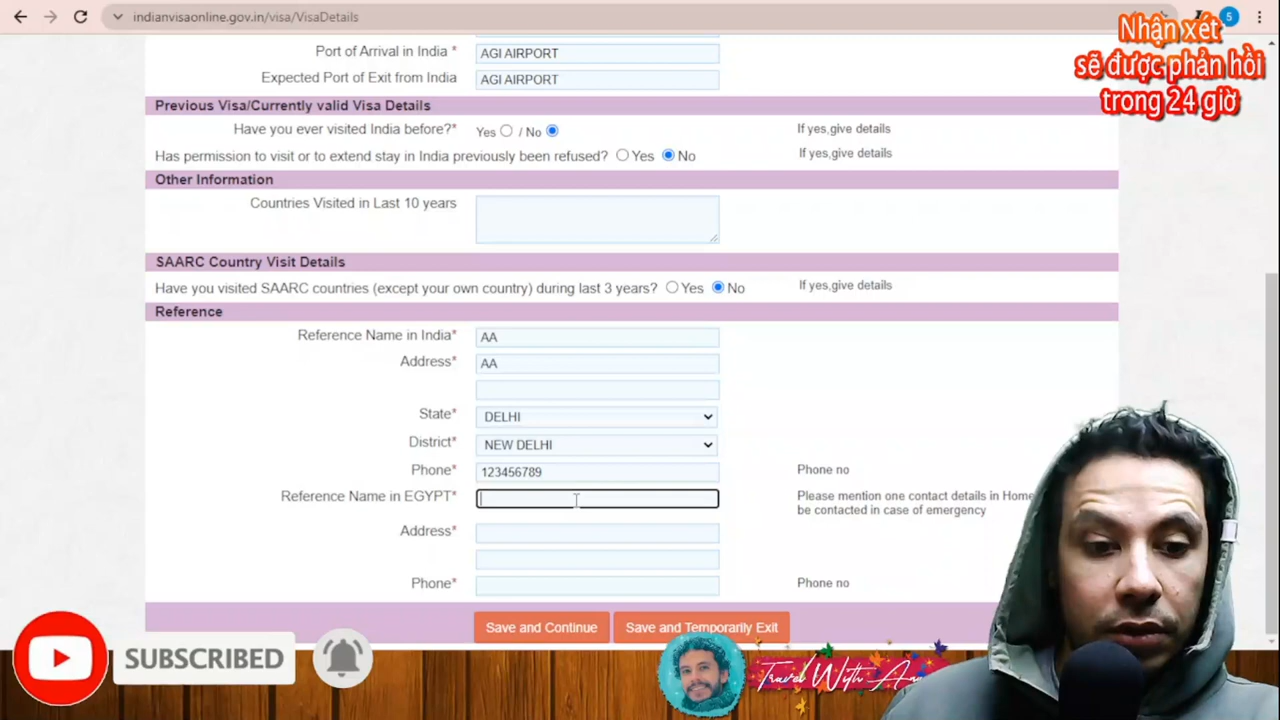 indianvisaonline.gov.in/visa/VisaDetails
5
Nhận xét
sẽ được phản hồi
trong 24 giờ
Port of Arrival in India * AGI AIRPORT
Expected Port of Exit from India AGI AIRPORT
Previous Visa/Currently valid Visa Details
Have you ever visited India before?* Yes / No If yes,give details
Has permission to visit or to extend stay in India previously been refused? Yes No If yes,give details
Other Information
Countries Visited in Last 10 years
SAARC Country Visit Details
Have you visited SAARC countries (except your own country) during last 3 years? Yes No If yes,give details
Reference
Reference Name in India* AA
Address* AA
State* DELHI
District* NEW DELHI
Phone* 123456789 Phone no
Reference Name in EGYPT* Please mention one contact details in Home
be contacted in case of emergency
Address*
Phone* Phone no
Save and Continue Save and Temporarily Exit
SUBSCRIBED
Travel With